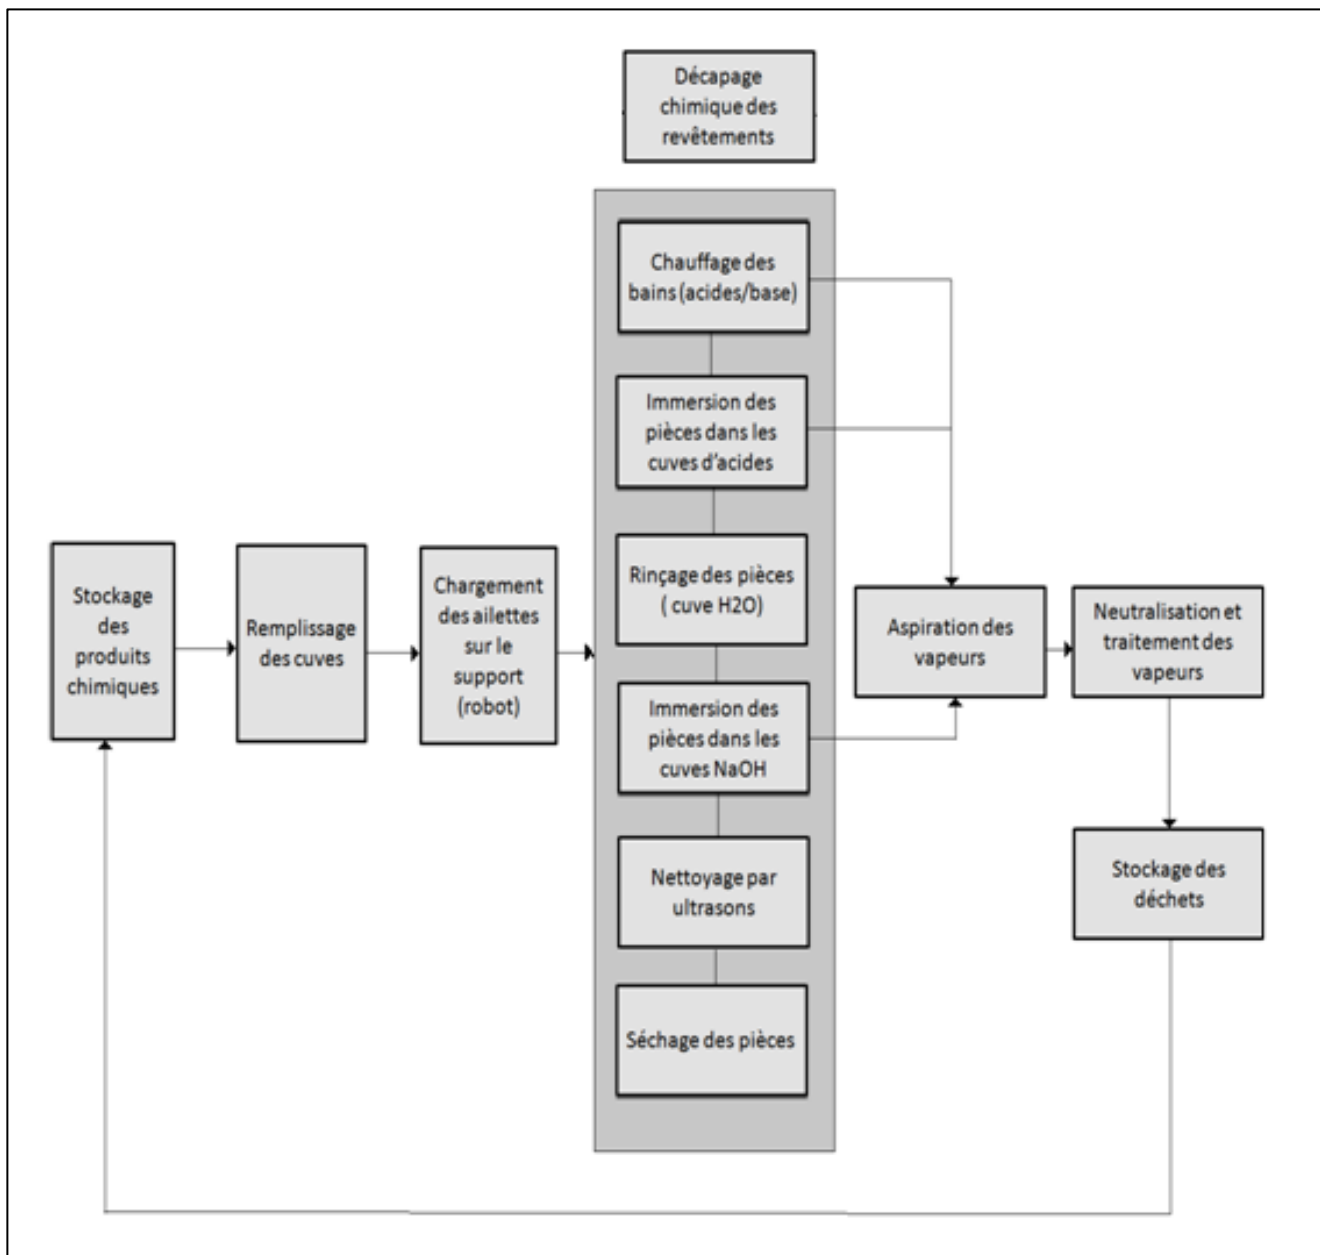 Décapage
chimique des
revêtements
Chauffage des
bains (acides/base)
Immersion des
pièces dans les
cuves d'acides
Rinçage des pièces
( cuve H2O)
Immersion des
pièces dans les
cuves NaOH
Nettoyage par
ultrasons
Séchage des pièces
Stockage
des
produits
chimiques
Remplissage
des cuves
Chargement
des ailettes
sur le
support
(robot)
Aspiration des
vapeurs
Neutralisation et
traitement des
vapeurs
Stockage des
déchets